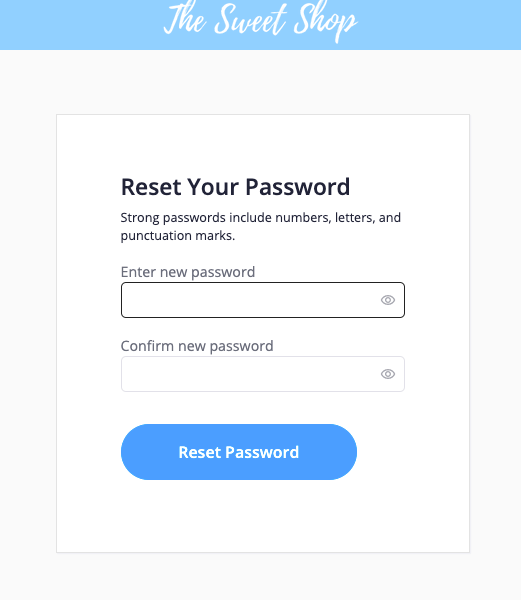 The Sweet Shop
Reset Your Password
Strong passwords include numbers, letters, and
punctuation marks.
Enter new password
Confirm new password
Reset Password